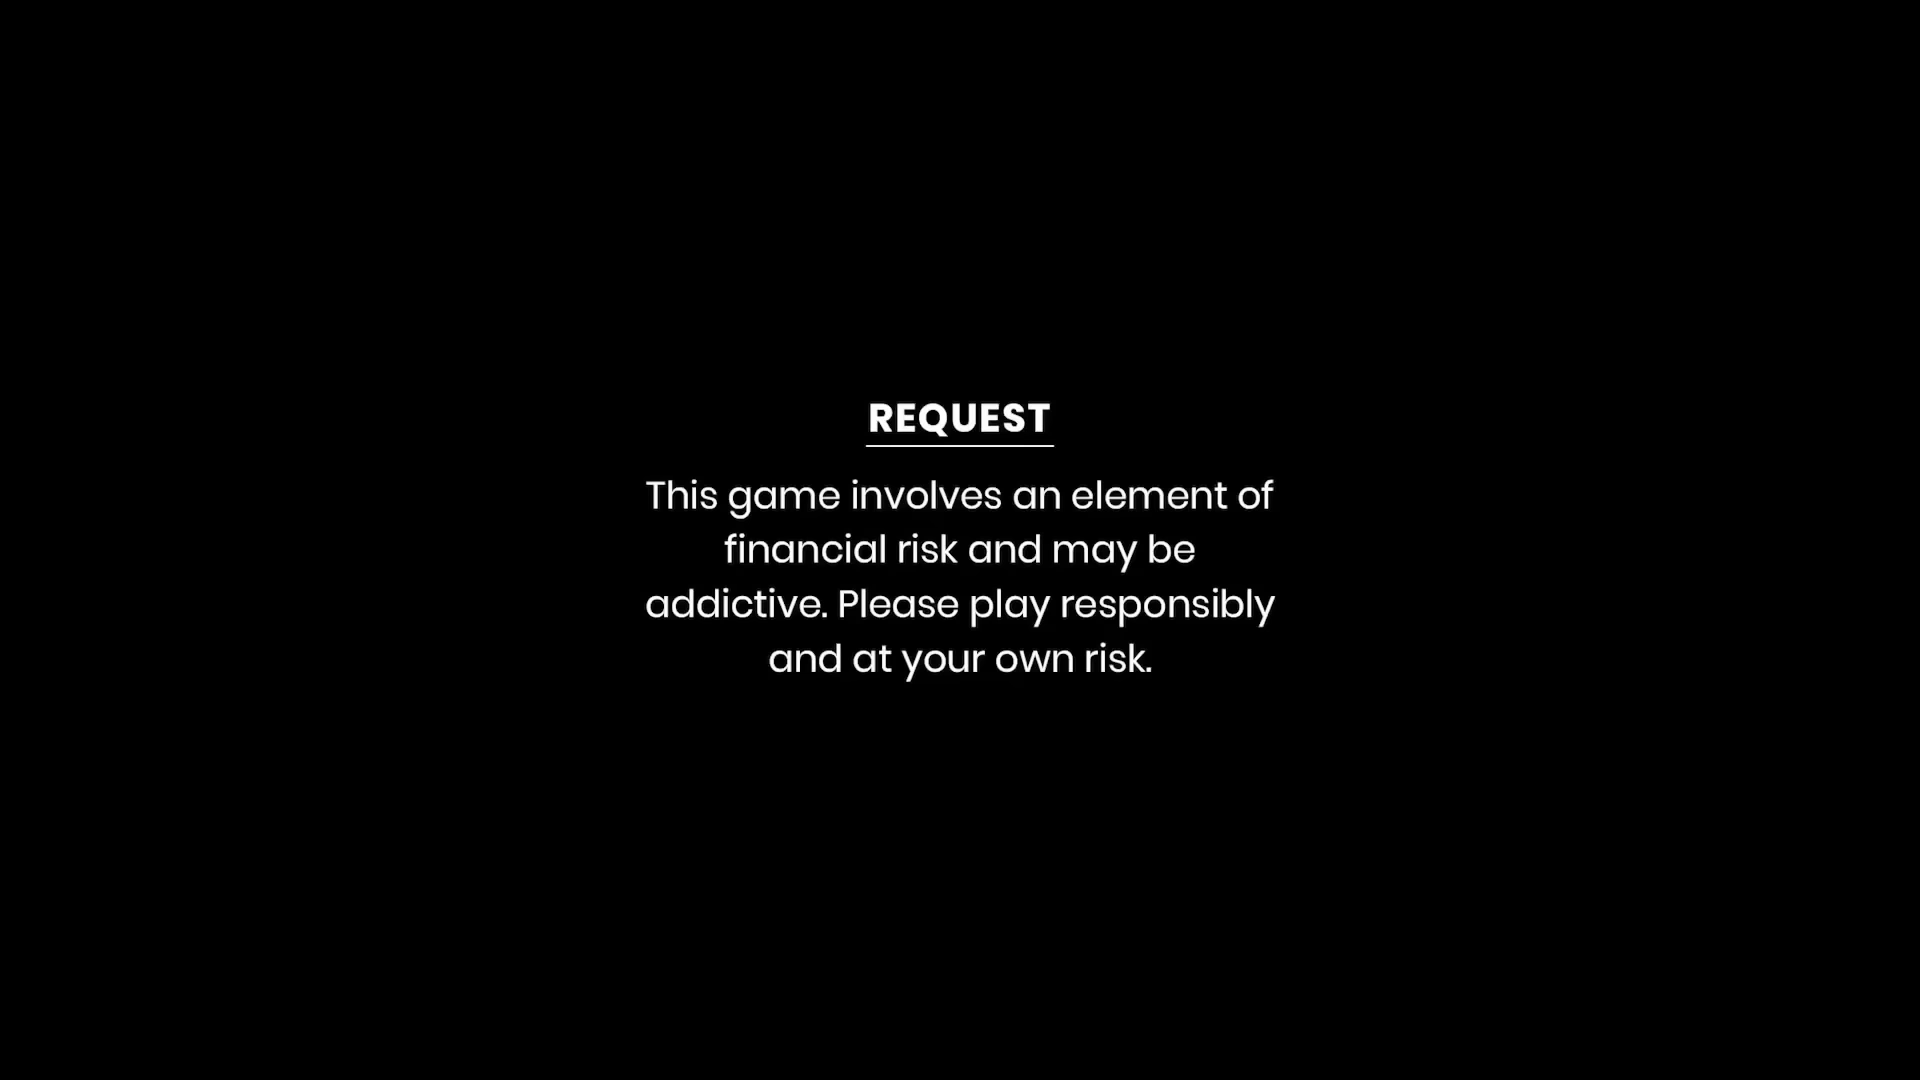 REQUEST
This game involves an element of
financial risk and may be
addictive. Please play responsibly
and at your own risk.